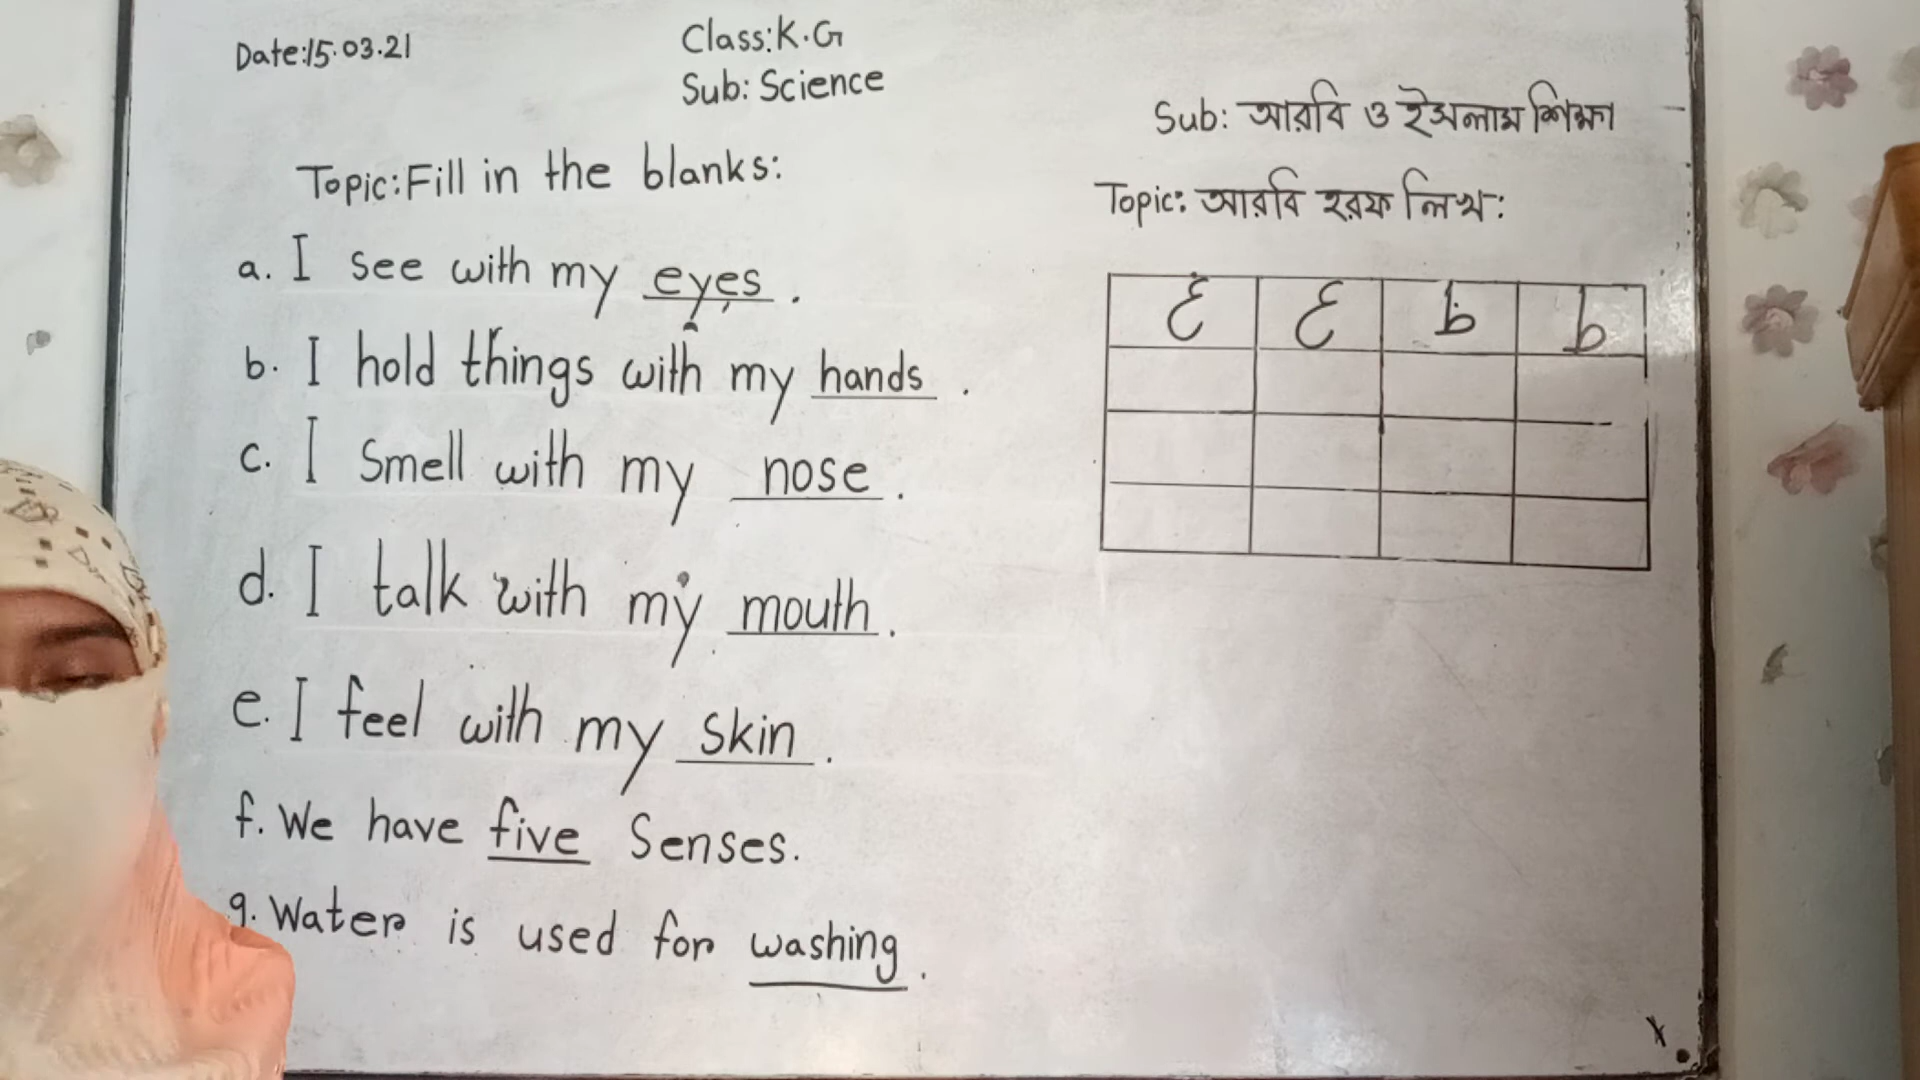 Date:15.03.21
Class:K.G
Sub: Science
Topic:Fill in the blanks:
a. I see with my eyes.
b. I hold things with my hands.
c. I Smell with my nose.
d. I talk with my mouth.
e. I feel with my skin.
f. We have five Senses.
g. Water is used for washing.
Sub: আরবি ও ইসলাম শিক্ষা
Topic: আরবি হরফ লিখ:
غ ع ظ ط